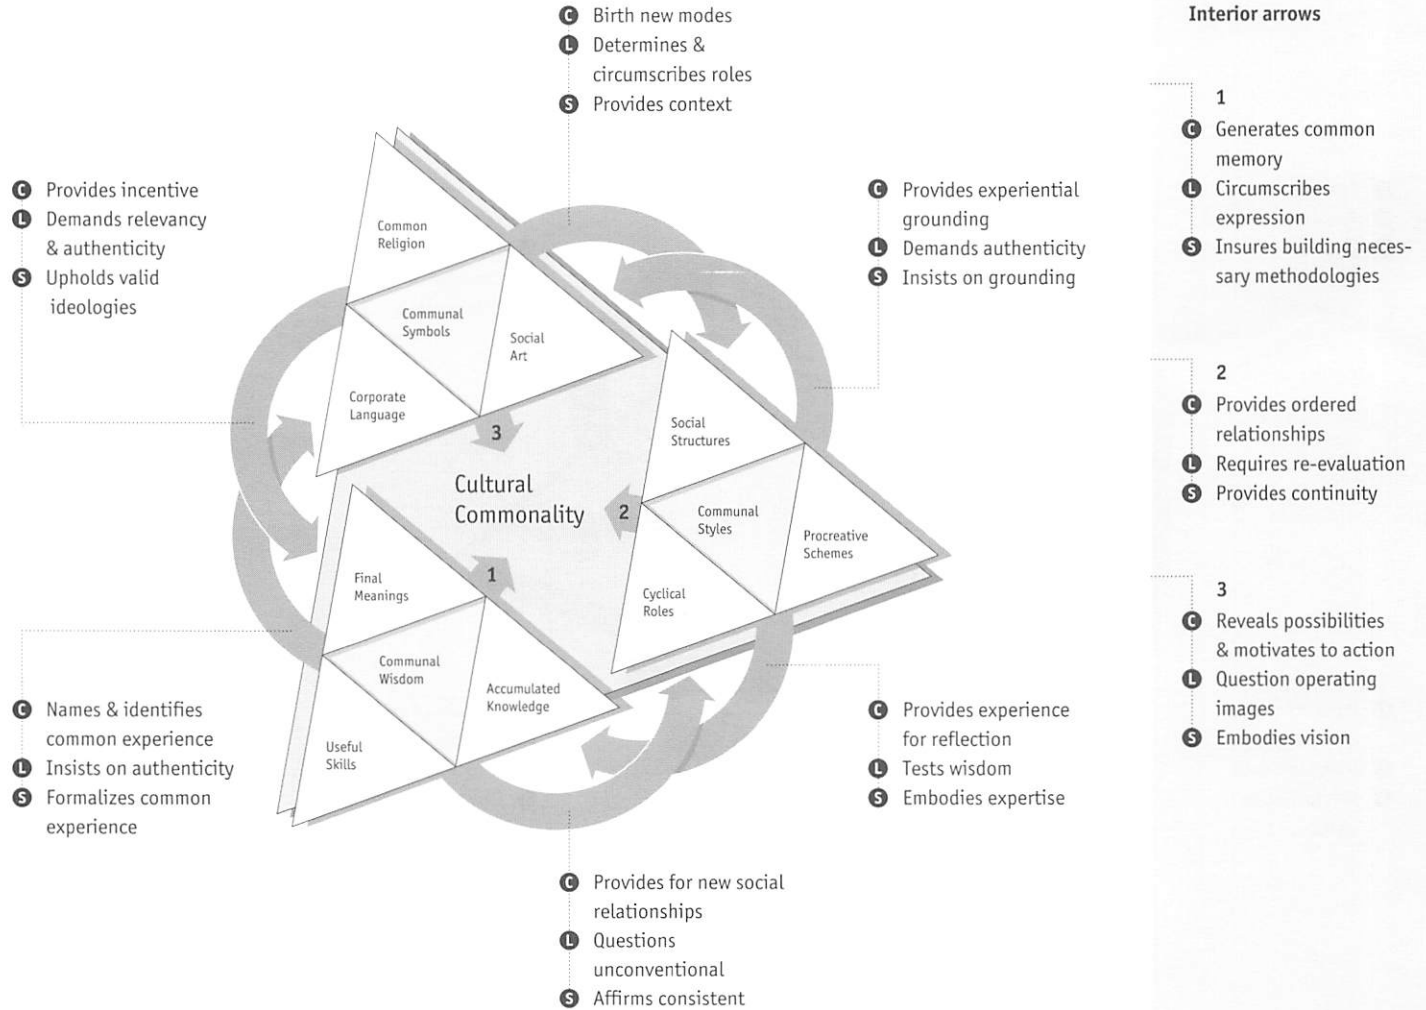 C Birth new modes
L Determines &
circumscribes roles
S Provides context
C Provides incentive
L Demands relevancy
& authenticity
S Upholds valid
ideologies
C Provides experiential
grounding
L Demands authenticity
S Insists on grounding
Common
Religion
Communal
Symbols
Social
Art
Corporate
Language
3
Cultural
Commonality
2
1
Social
Structures
Communal
Styles
Procreative
Schemes
Cyclical
Roles
Final
Meanings
Communal
Wisdom
Accumulated
Knowledge
Useful
Skills
C Names & identifies
common experience
L Insists on authenticity
S Formalizes common
experience
C Provides experience
for reflection
L Tests wisdom
S Embodies expertise
C Provides for new social
relationships
L Questions
unconventional
S Affirms consistent
Interior arrows
1
C Generates common
memory
L Circumscribes
expression
S Insures building neces-
sary methodologies
2
C Provides ordered
relationships
L Requires re-evaluation
S Provides continuity
3
C Reveals possibilities
& motivates to action
L Question operating
images
S Embodies vision